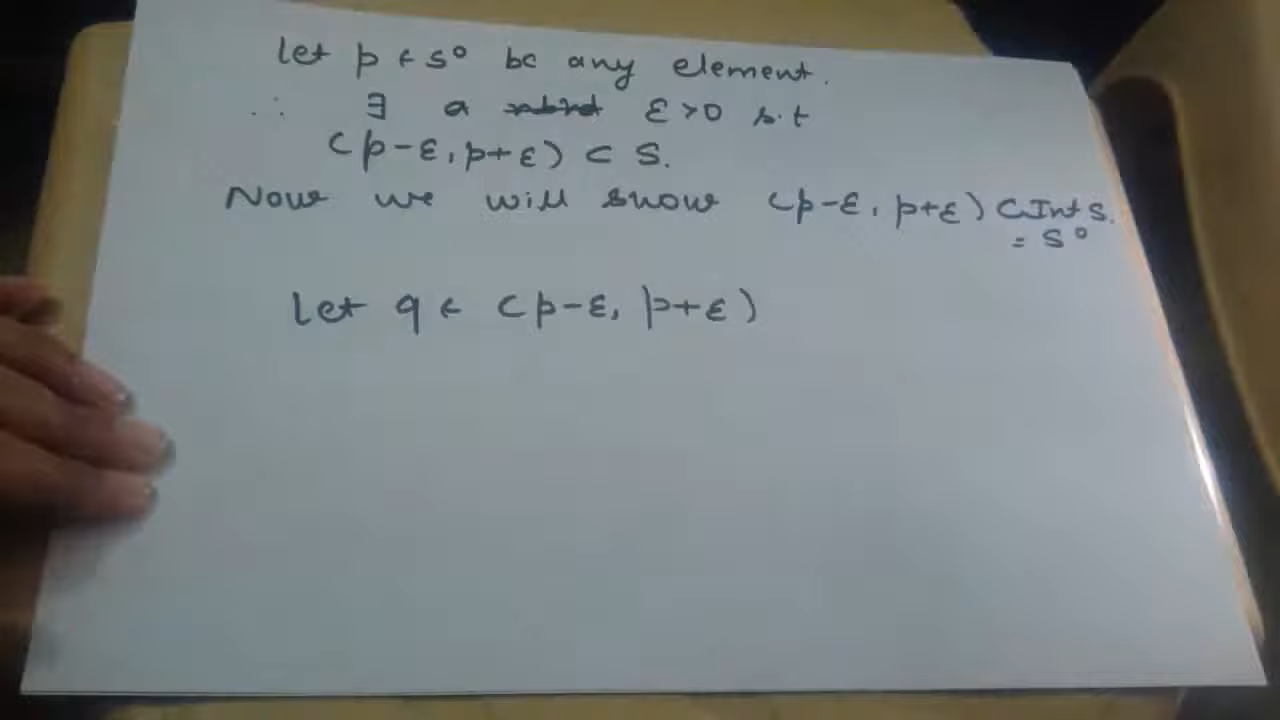 Let p ∈ S° be any element.
∴ ∃ a ε>0 s.t
(p-ε, p+ε) ⊂ S.
Now we will show (p-ε, p+ε) ⊂ Int S.
= S°
Let q ∈ (p-ε, p+ε)